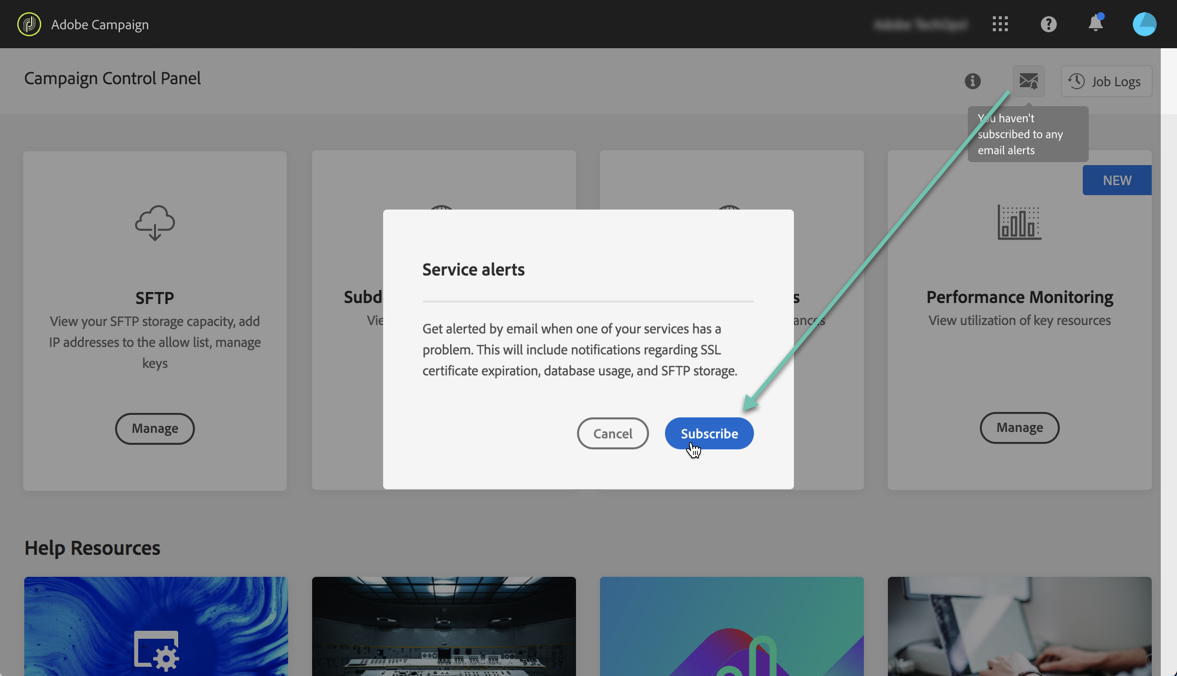 Adobe Campaign
Campaign Control Panel
Job Logs
You haven't
subscribed to any
email alerts
NEW
SFTP
View your SFTP storage capacity, add
IP addresses to the allow list, manage
keys
Manage
Subd
Vie
s
ances
Performance Monitoring
View utilization of key resources
Manage
Service alerts
Get alerted by email when one of your services has a
problem. This will include notifications regarding SSL
certificate expiration, database usage, and SFTP storage.
Cancel
Subscribe
Help Resources